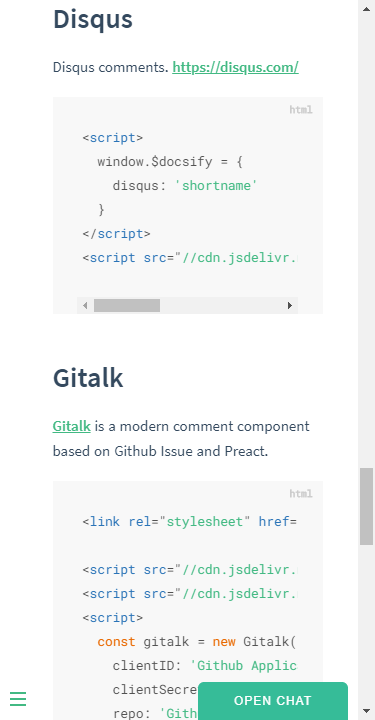 Disqus
Disqus comments. https://disqus.com/
html
<script>
window.$docsify = {
disqus: 'shortname'
}
</script>
<script src="//cdn.jsdelivr.
Gitalk
Gitalk is a modern comment component
based on Github Issue and Preact.
html
<link rel="stylesheet" href=
<script src="//cdn.jsdelivr.
<script src="//cdn.jsdelivr.
<script>
const gitalk = new Gitalk(
clientID: 'Github Applic
clientSecre
repo: 'Gith
OPEN CHAT